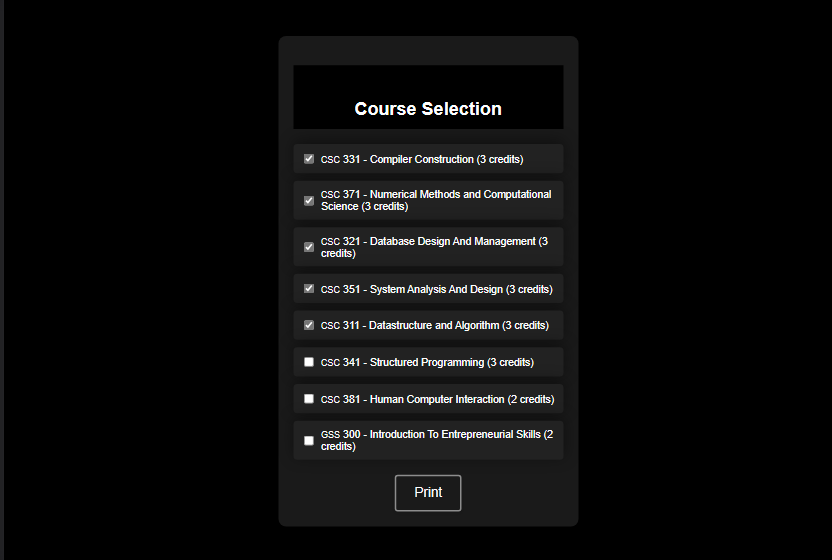 Course Selection
CSC 331 - Compiler Construction (3 credits)
CSC 371 - Numerical Methods and Computational
Science (3 credits)
CSC 321 - Database Design And Management (3
credits)
CSC 351 - System Analysis And Design (3 credits)
CSC 311 - Datastructure and Algorithm (3 credits)
CSC 341 - Structured Programming (3 credits)
CSC 381 - Human Computer Interaction (2 credits)
GSS 300 - Introduction To Entrepreneurial Skills (2
credits)
Print